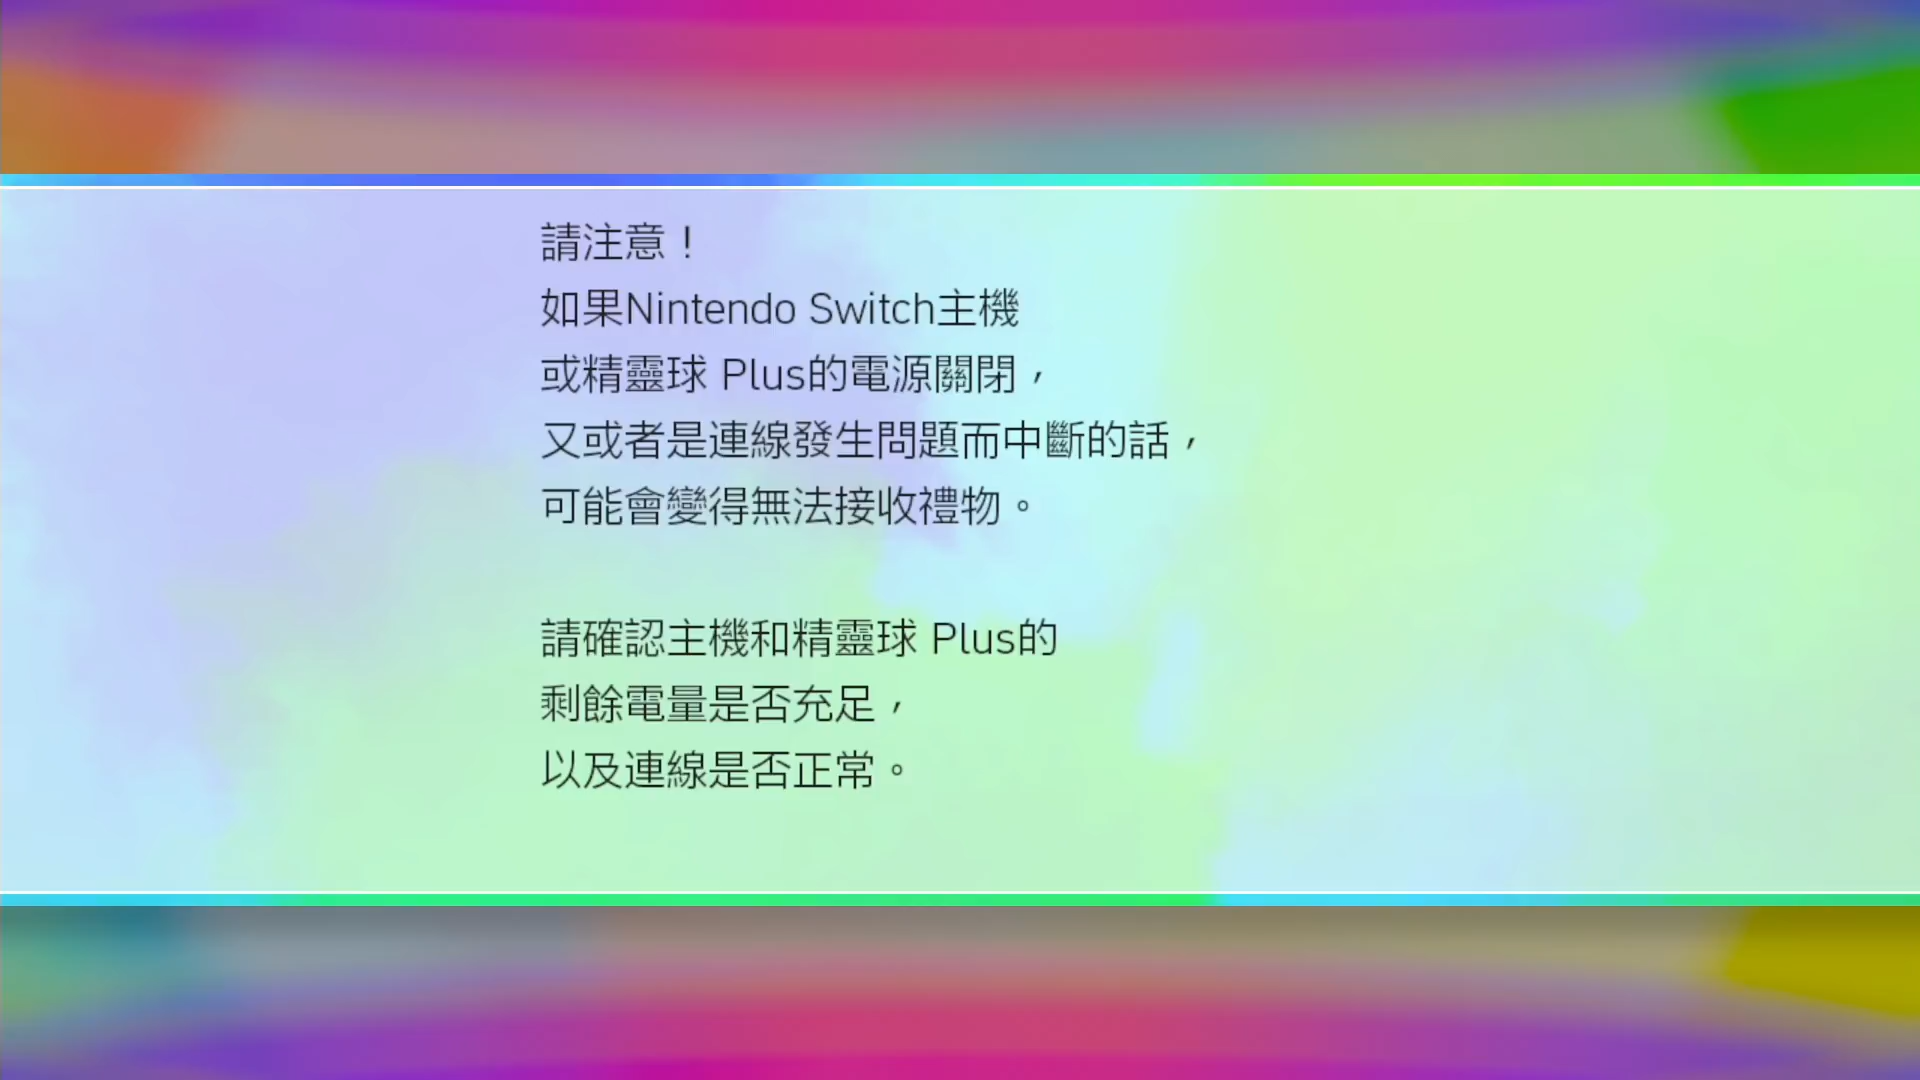 請注意！
如果Nintendo Switch主機
或精靈球 Plus的電源關閉，
又或者是連線發生問題而中斷的話，
可能會變得無法接收禮物。
請確認主機和精靈球 Plus的
剩餘電量是否充足，
以及連線是否正常。